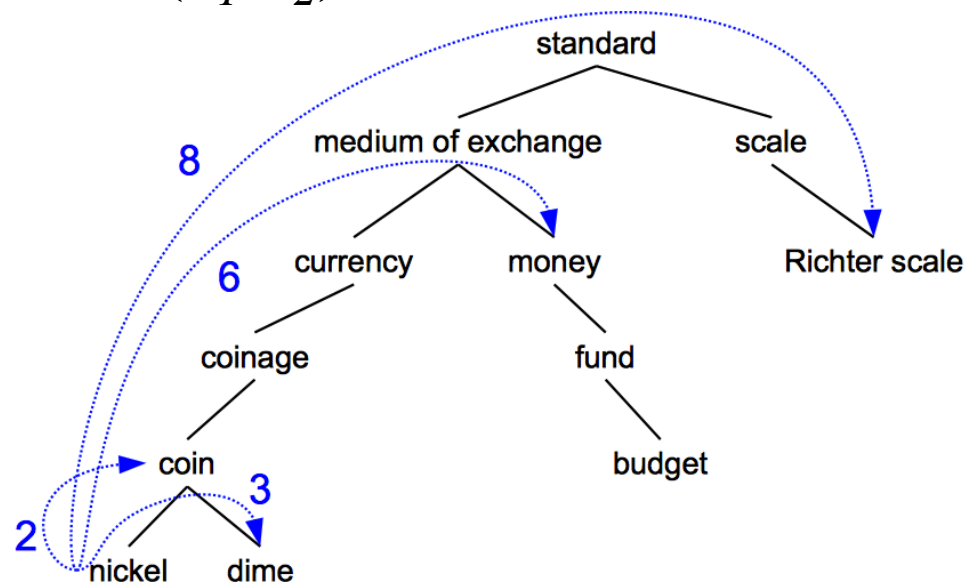 standard
8 medium of exchange scale
6 currency money Richter scale
coinage fund
coin budget
2 3
nickel dime